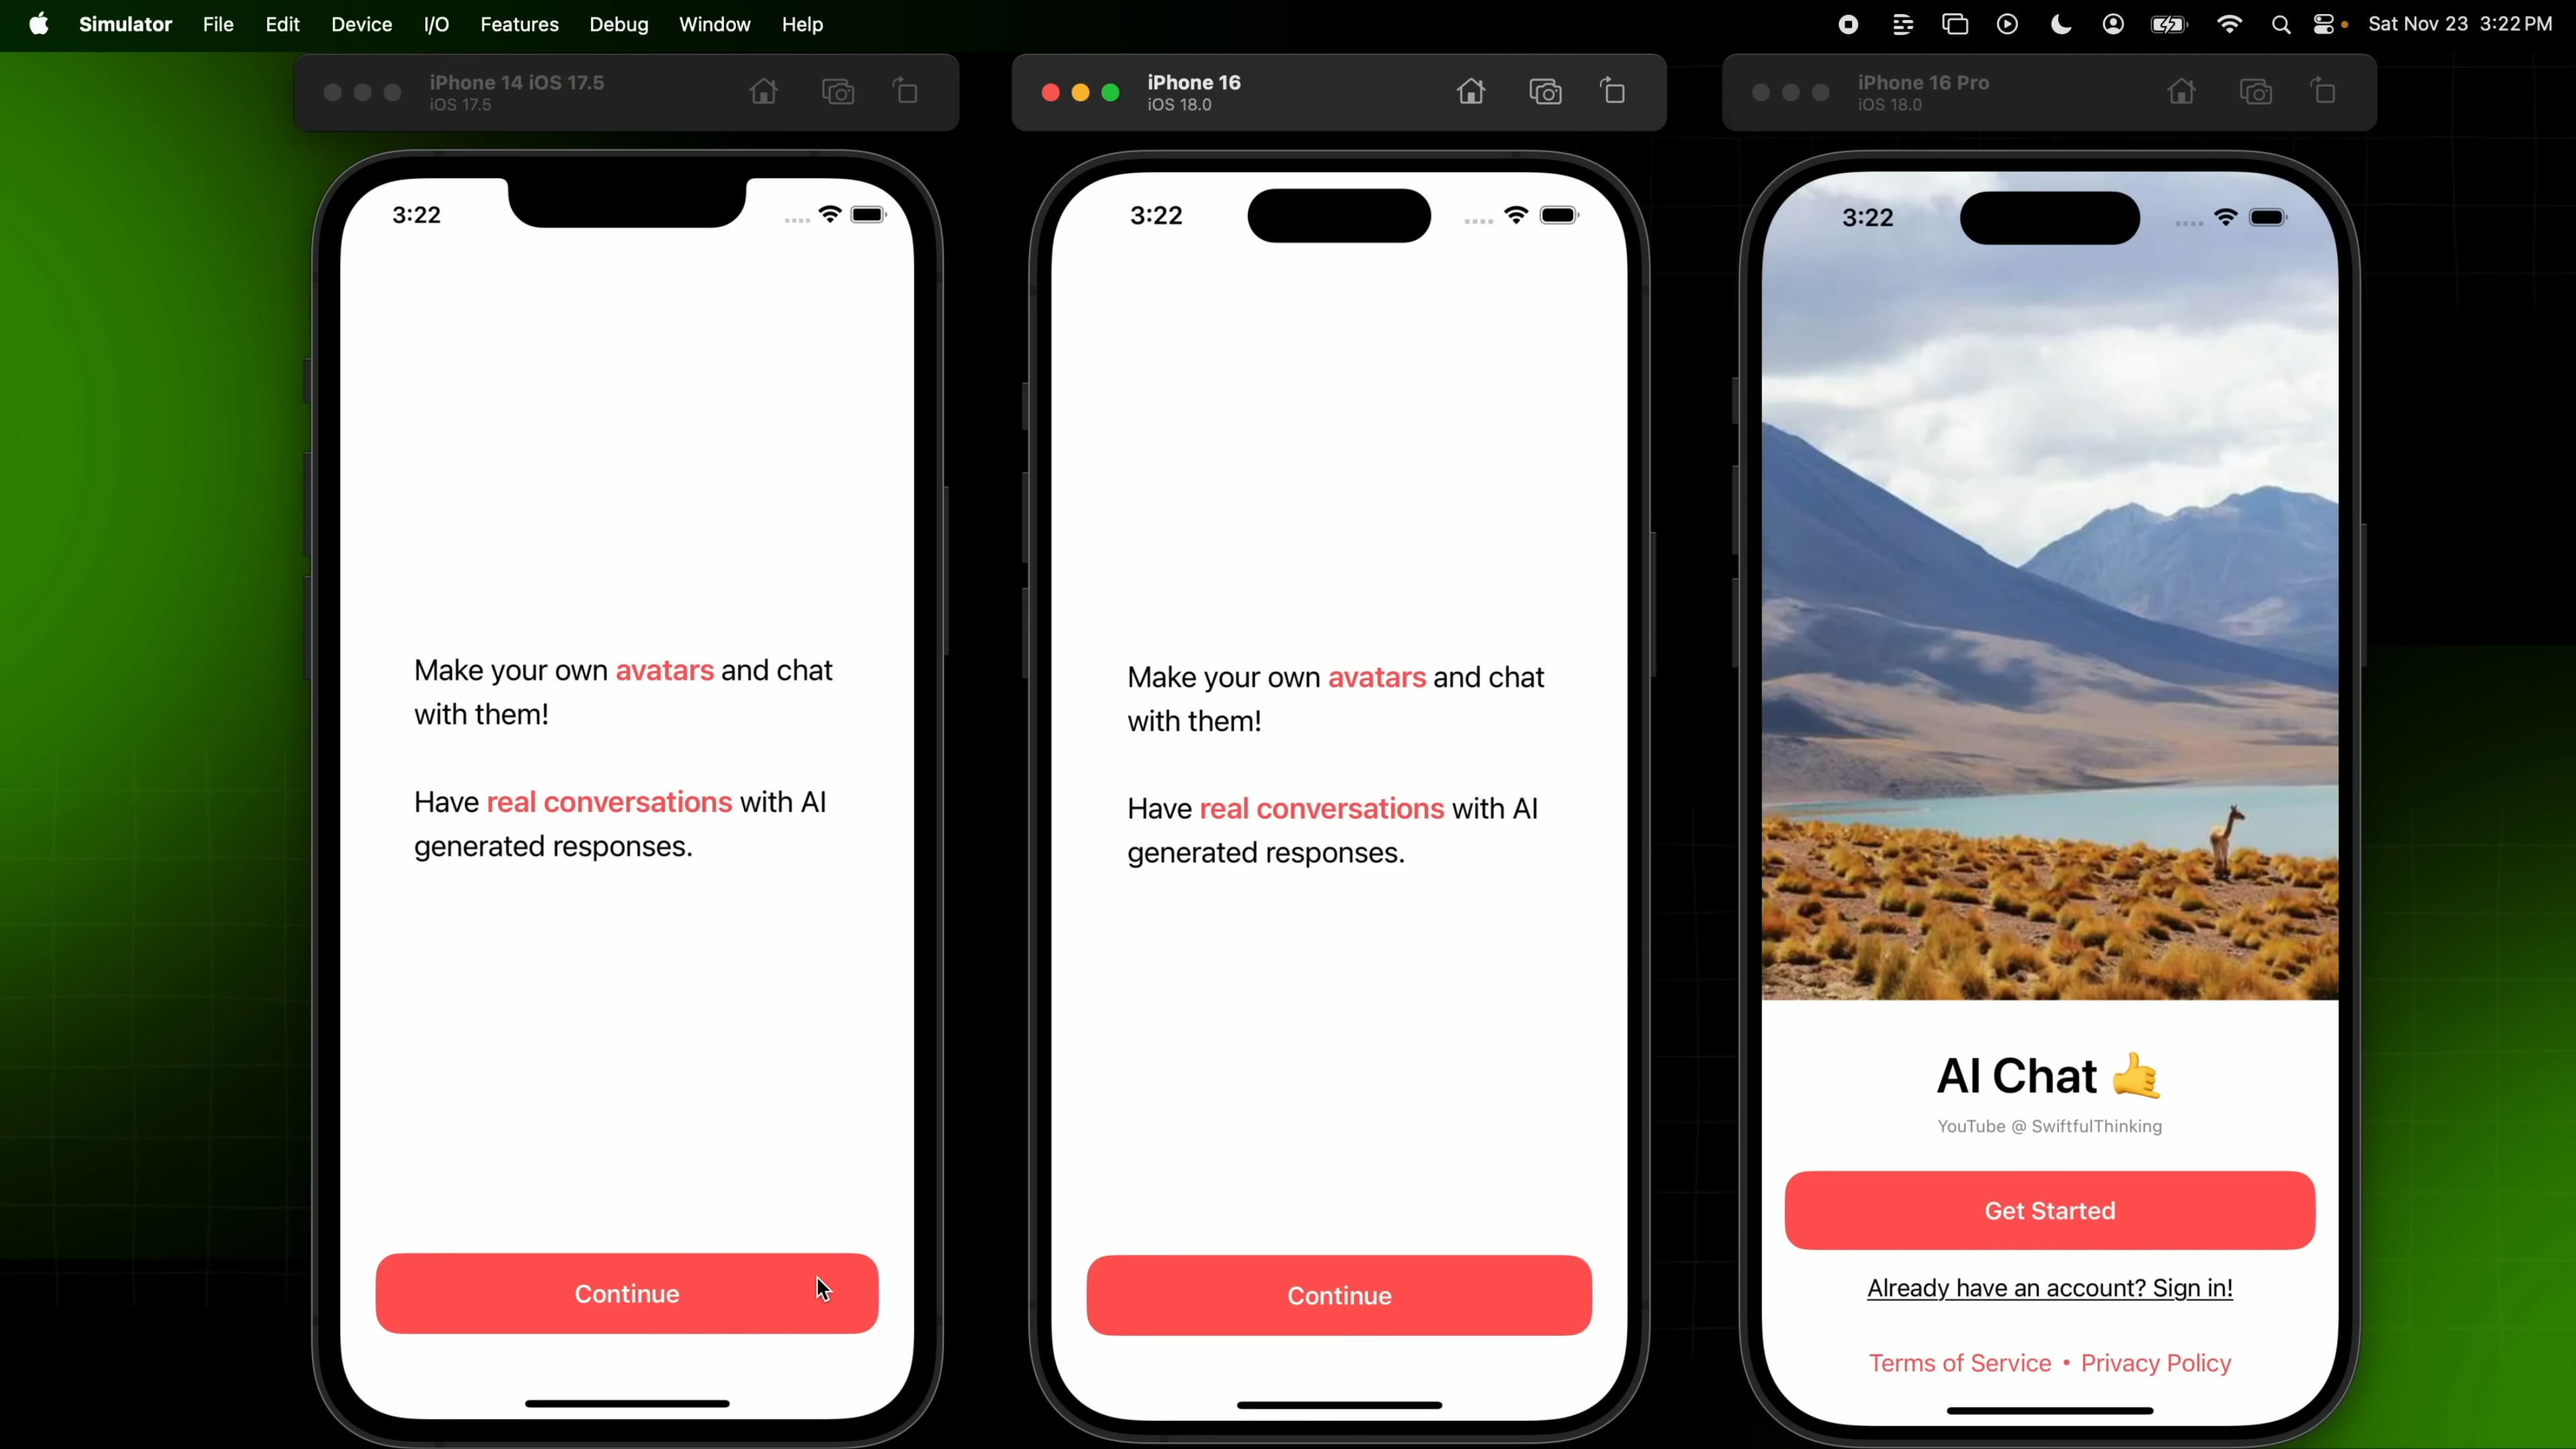 Simulator File Edit Device I/O Features Debug Window Help Sat Nov 23 3:22 PM
iPhone 14 iOS 17.5
iOS 17.5
3:22
Make your own avatars and chat
with them!
Have real conversations with AI
generated responses.
Continue
iPhone 16
iOS 18.0
3:22
Make your own avatars and chat
with them!
Have real conversations with AI
generated responses.
Continue
iPhone 16 Pro
iOS 18.0
3:22
AI Chat 🤙
YouTube @ SwiftfulThinking
Get Started
Already have an account? Sign in!
Terms of Service • Privacy Policy